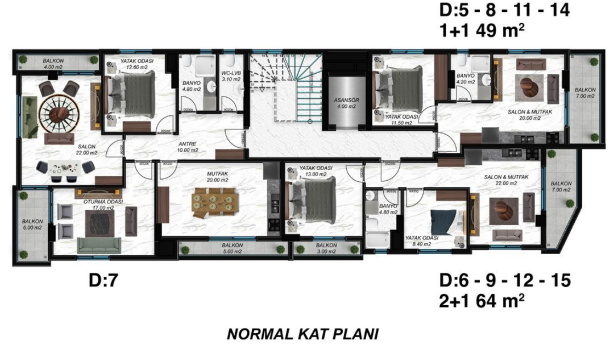 D:5 - 8 - 11 - 14
1+1 49 m²
BALKON
4.00 m2
YATAK ODASI
12.60 m2
BANYO
4.60 m2
WC-LVB
3.10 m2
ASANSÖR
4.00 m2
YATAK ODASI
11.50 m2
BANYO
4.20 m2
SALON & MUTFAK
20.50 m2
BALKON
7.00 m2
SALON
22.00 m2
ANTRE
10.00 m2
MUTFAK
20.00 m2
YATAK ODASI
13.00 m2
SALON & MUTFAK
22.00 m2
BALKON
7.00 m2
OTURMA ODASI
17.00 m2
BALKON
6.00 m2
BANYO
4.80 m2
YATAK ODASI
8.40 m2
BALKON
5.00 m2
BALKON
3.00 m2
D:7
D:6 - 9 - 12 - 15
2+1 64 m²
NORMAL KAT PLANI